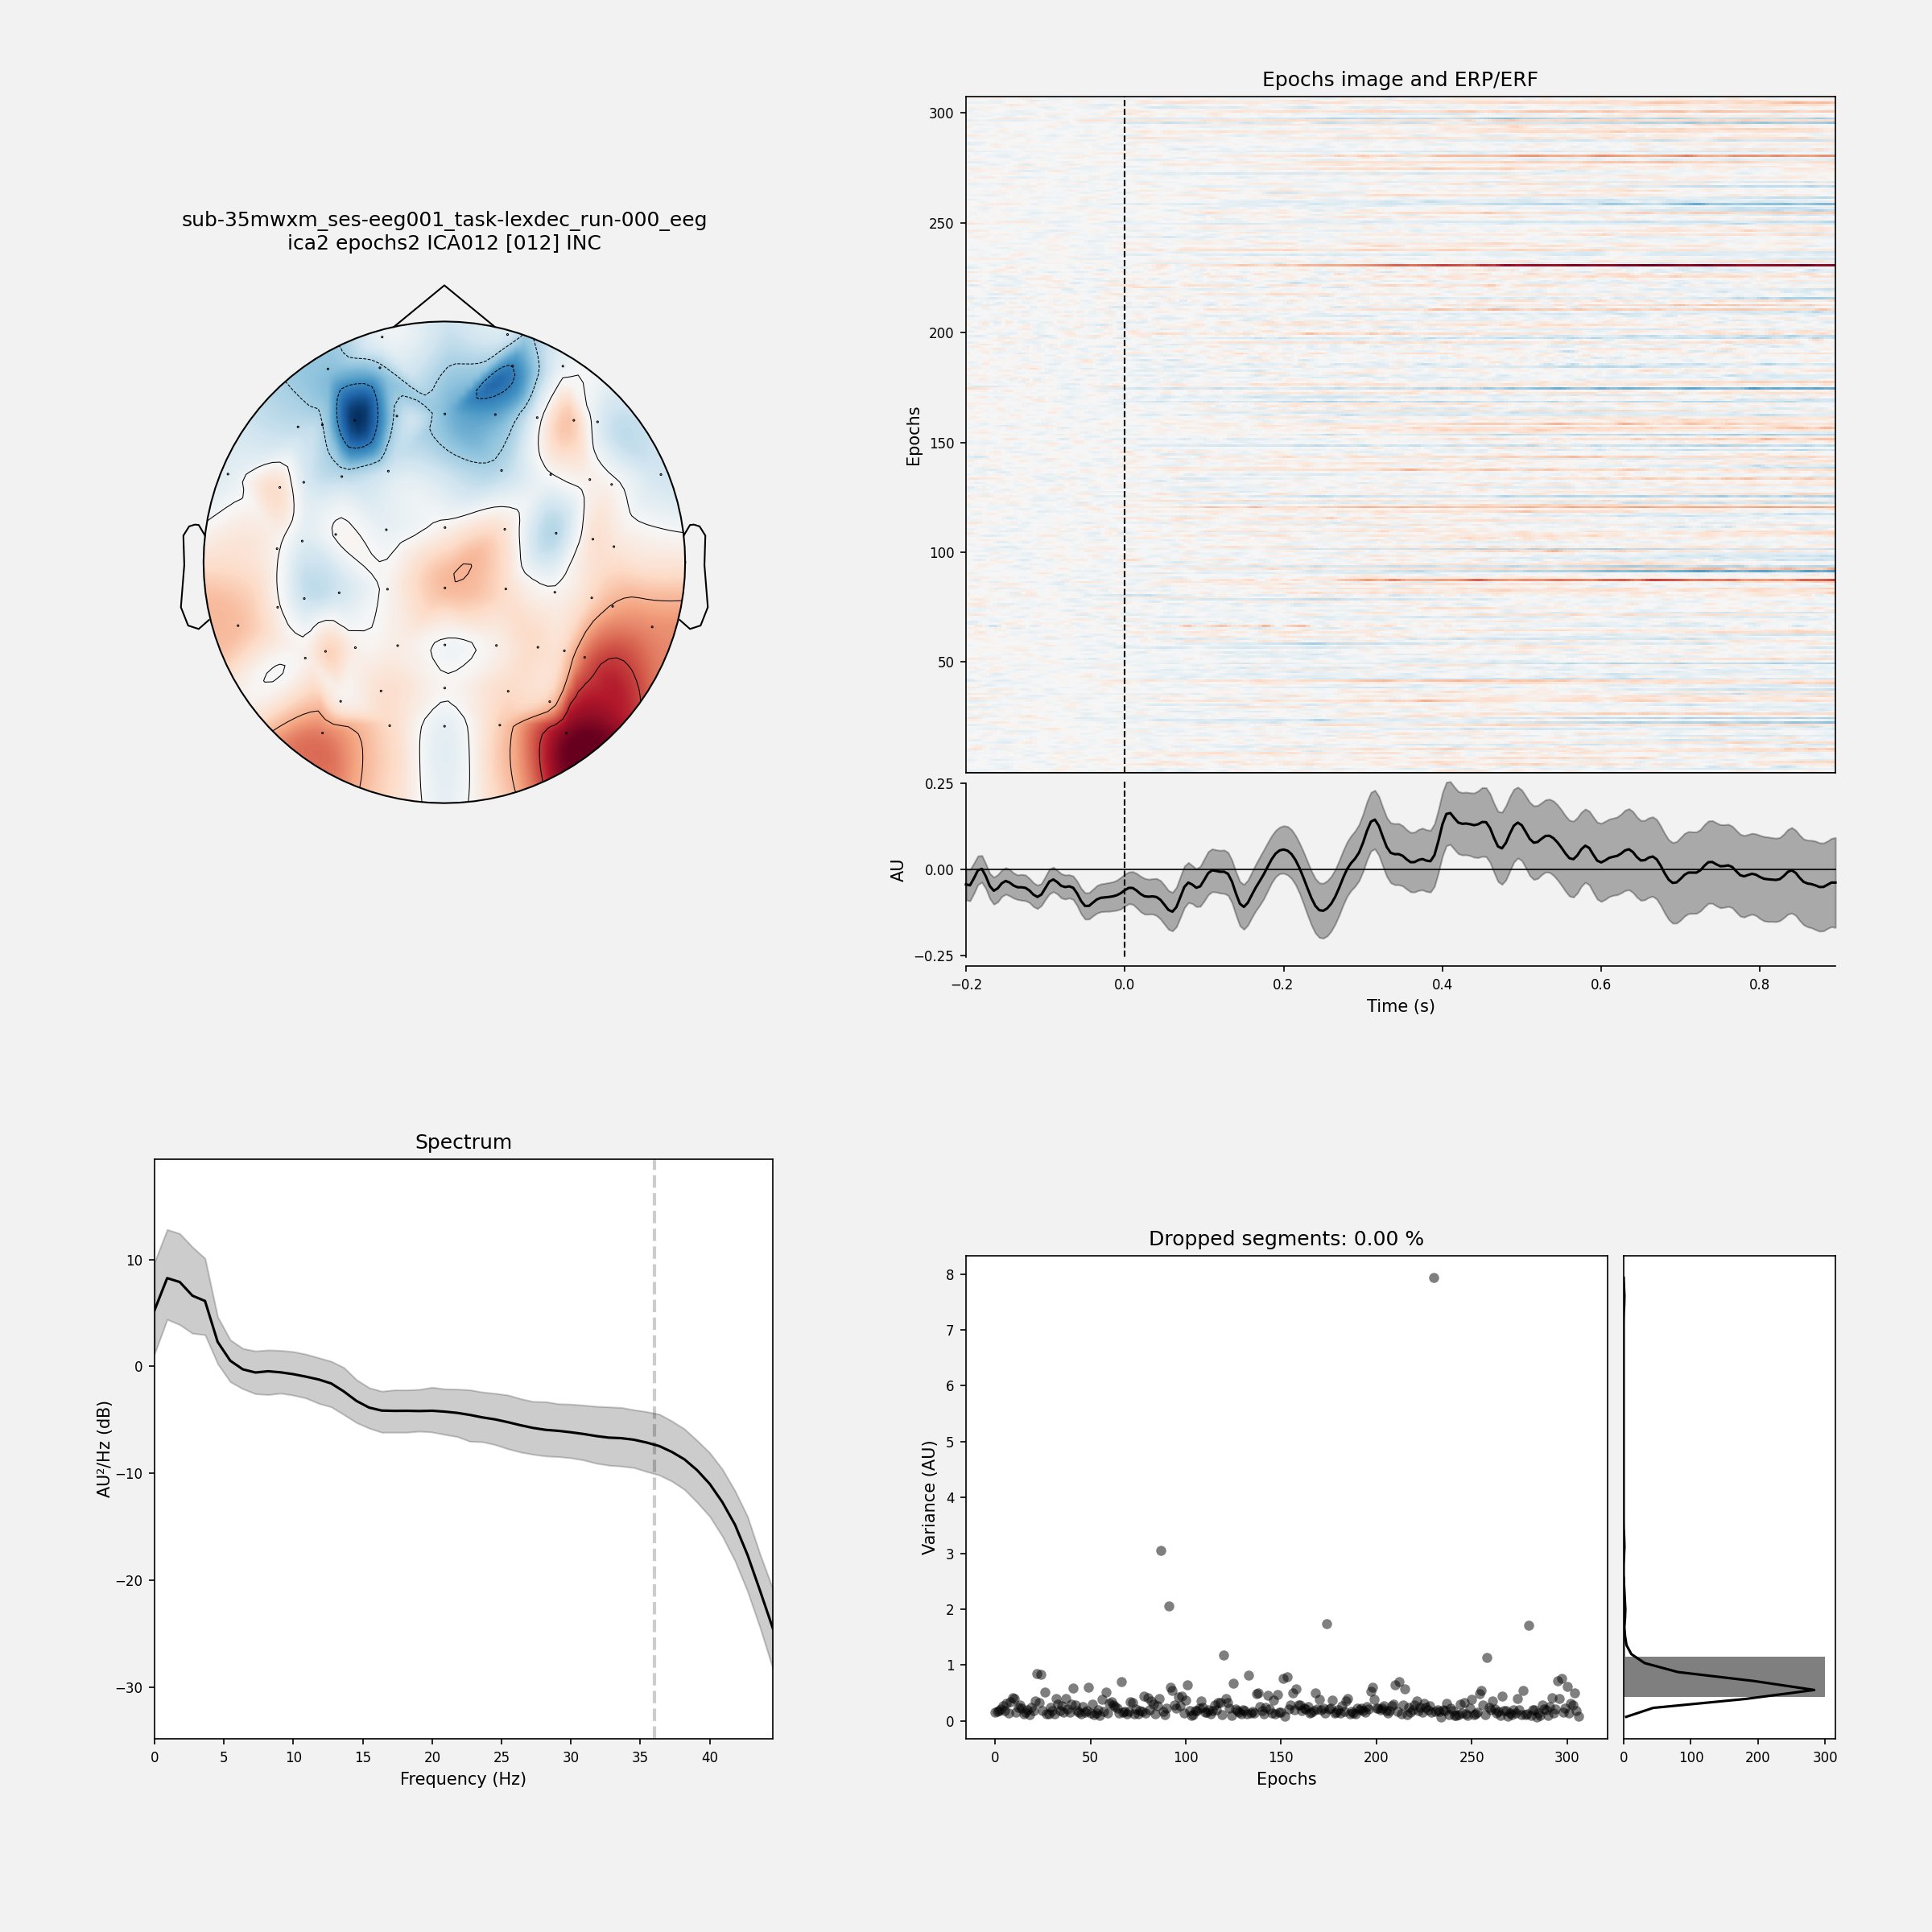 sub-35mwxm_ses-eeg001_task-lexdec_run-000_eeg
ica2 epochs2 ICA012 [012] INC
Epochs image and ERP/ERF
300
250
200
150
100
50
Epochs
0.25
0.00
−0.25
AU
−0.2 0.0 0.2 0.4 0.6 0.8
Time (s)
Spectrum
10
0
−10
−20
−30
AU²/Hz (dB)
0 5 10 15 20 25 30 35 40
Frequency (Hz)
Dropped segments: 0.00 %
8
7
6
5
4
3
2
1
0
Variance (AU)
0 50 100 150 200 250 300
Epochs
0 100 200 300